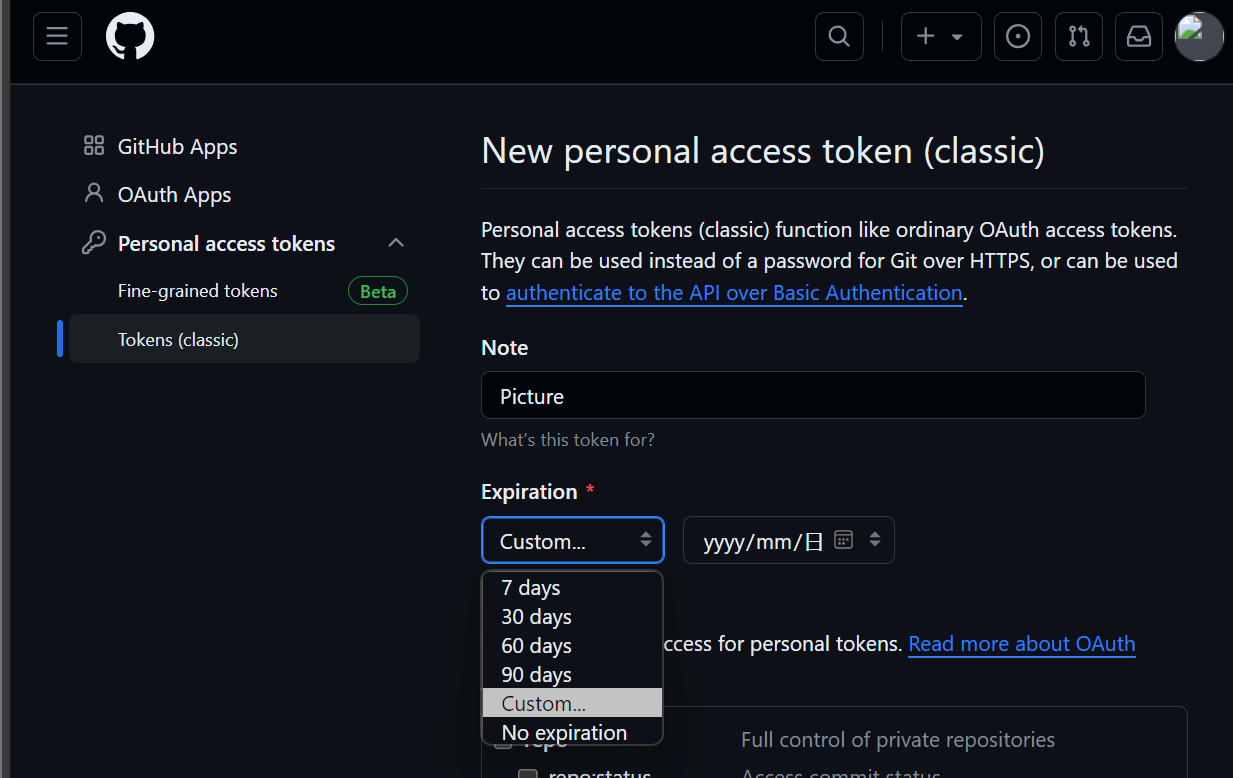 GitHub Apps
OAuth Apps
Personal access tokens
Fine-grained tokens Beta
Tokens (classic)
New personal access token (classic)
Personal access tokens (classic) function like ordinary OAuth access tokens.
They can be used instead of a password for Git over HTTPS, or can be used
to authenticate to the API over Basic Authentication.
Note
Picture
What's this token for?
Expiration *
Custom... yyyy/mm/日
7 days
30 days
60 days
90 days
Custom...
No expiration
ccess for personal tokens. Read more about OAuth
repo Full control of private repositories
repo:status Access commit status